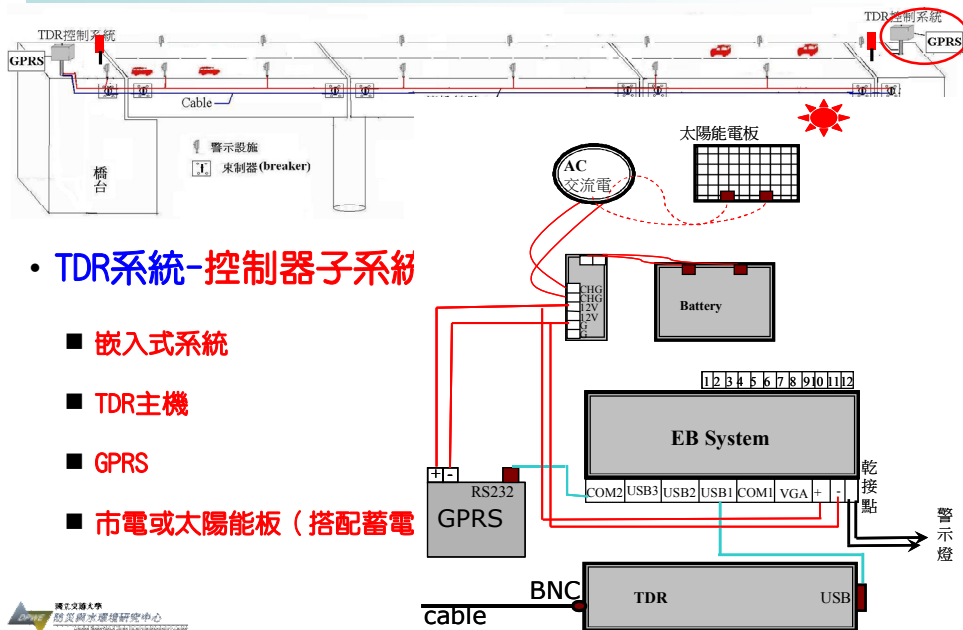 TDR控制系統
GPRS
TDR控制系統
GPRS
Cable
警示設施
束制器(breaker)
橋台
太陽能電板
AC
交流電
• TDR系統-控制器子系統
CHG
CHG
12V
12V
G
G
Battery
■ 嵌入式系統
■ TDR主機
■ GPRS
■ 市電或太陽能板(搭配蓄電
1 2 3 4 5 6 7 8 9 10 11 12
EB System
乾接點
COM2 USB3 USB2 USB1 COM1 VGA + -
+ -
RS232
GPRS
警示燈
BNC
cable
TDR
USB
國立交通大學
DPWE 防災與水環境研究中心